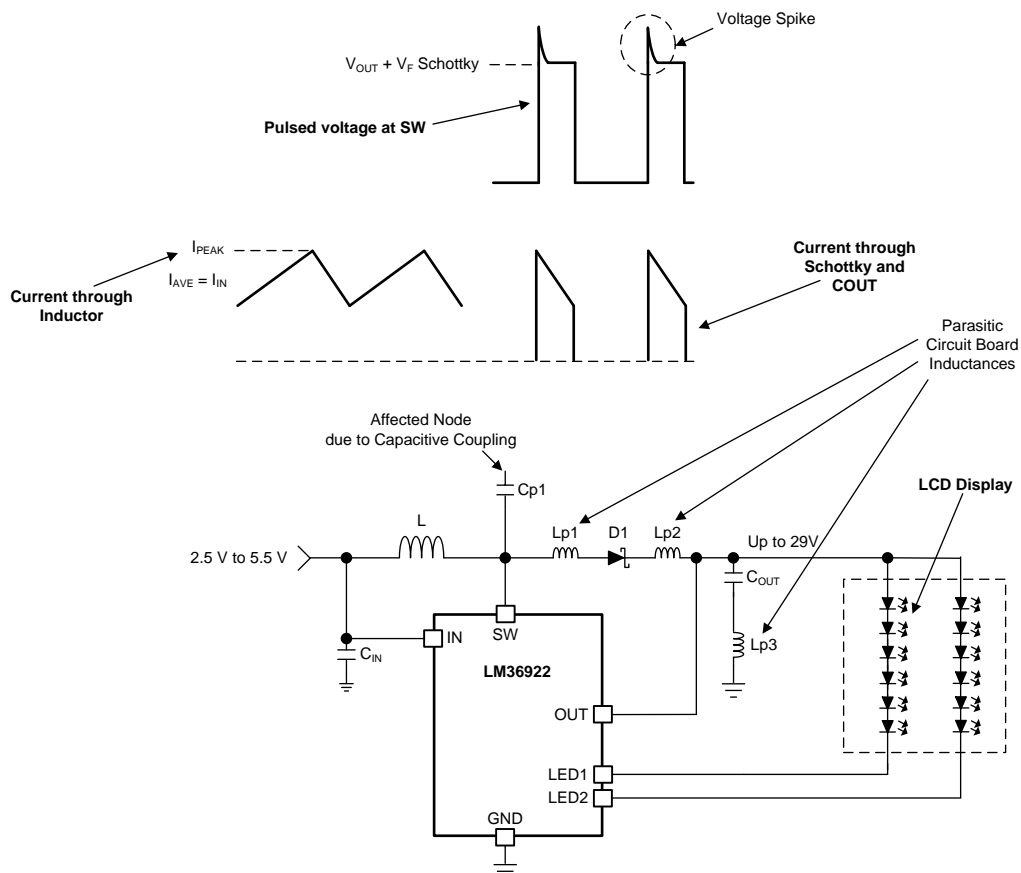 Voltage Spike
VOUT + VF Schottky
Pulsed voltage at SW
IPEAK
IAVE = IIN
Current through
Inductor
Current through
Schottky and
COUT
Parasitic
Circuit Board
Inductances
Affected Node
due to Capacitive Coupling
Cp1
LCD Display
L
Lp1
D1
Lp2
2.5 V to 5.5 V
Up to 29V
COUT
IN
SW
CIN
LM36922
Lp3
OUT
LED1
LED2
GND